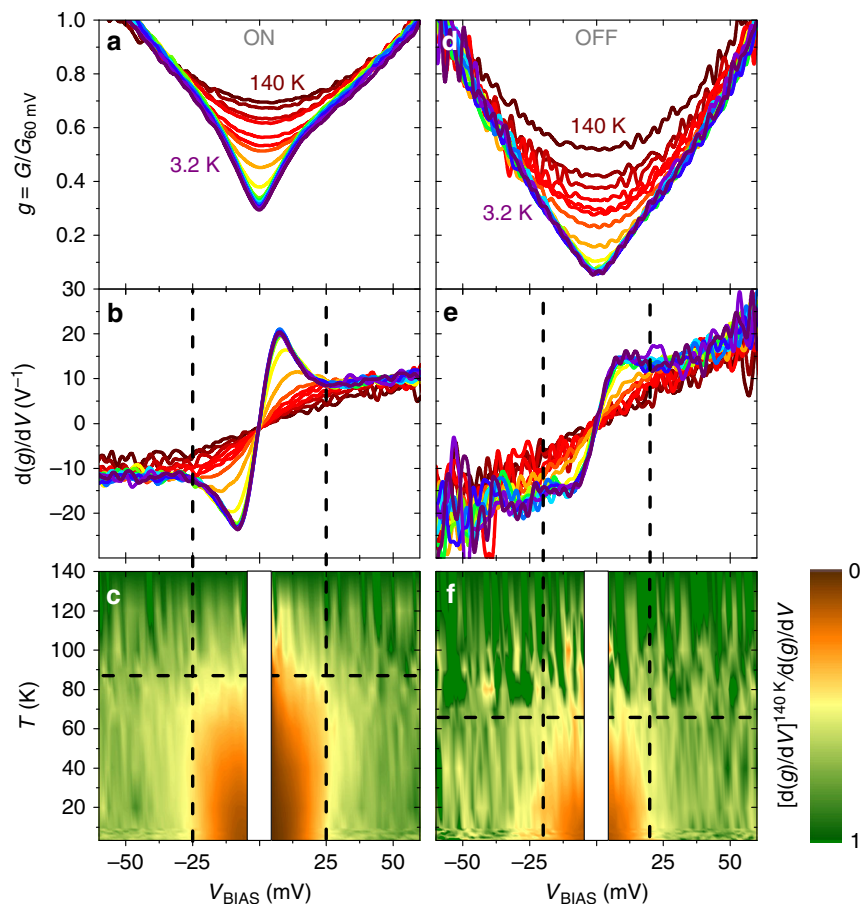 a
ON
140 K
3.2 K
1.0
0.8
0.6
0.4
0.2
g = G/G60 mV
d
OFF
140 K
3.2 K
b
30
20
10
0
−10
−20
d(g)/dV (V⁻¹)
e
c
140
120
100
80
60
40
20
T (K)
−50
−25
25
50
VBIAS (mV)
f
−50
−25
25
50
VBIAS (mV)
0
1
[d(g)/dV]¹⁴⁰ ᴷ/d(g)/dV